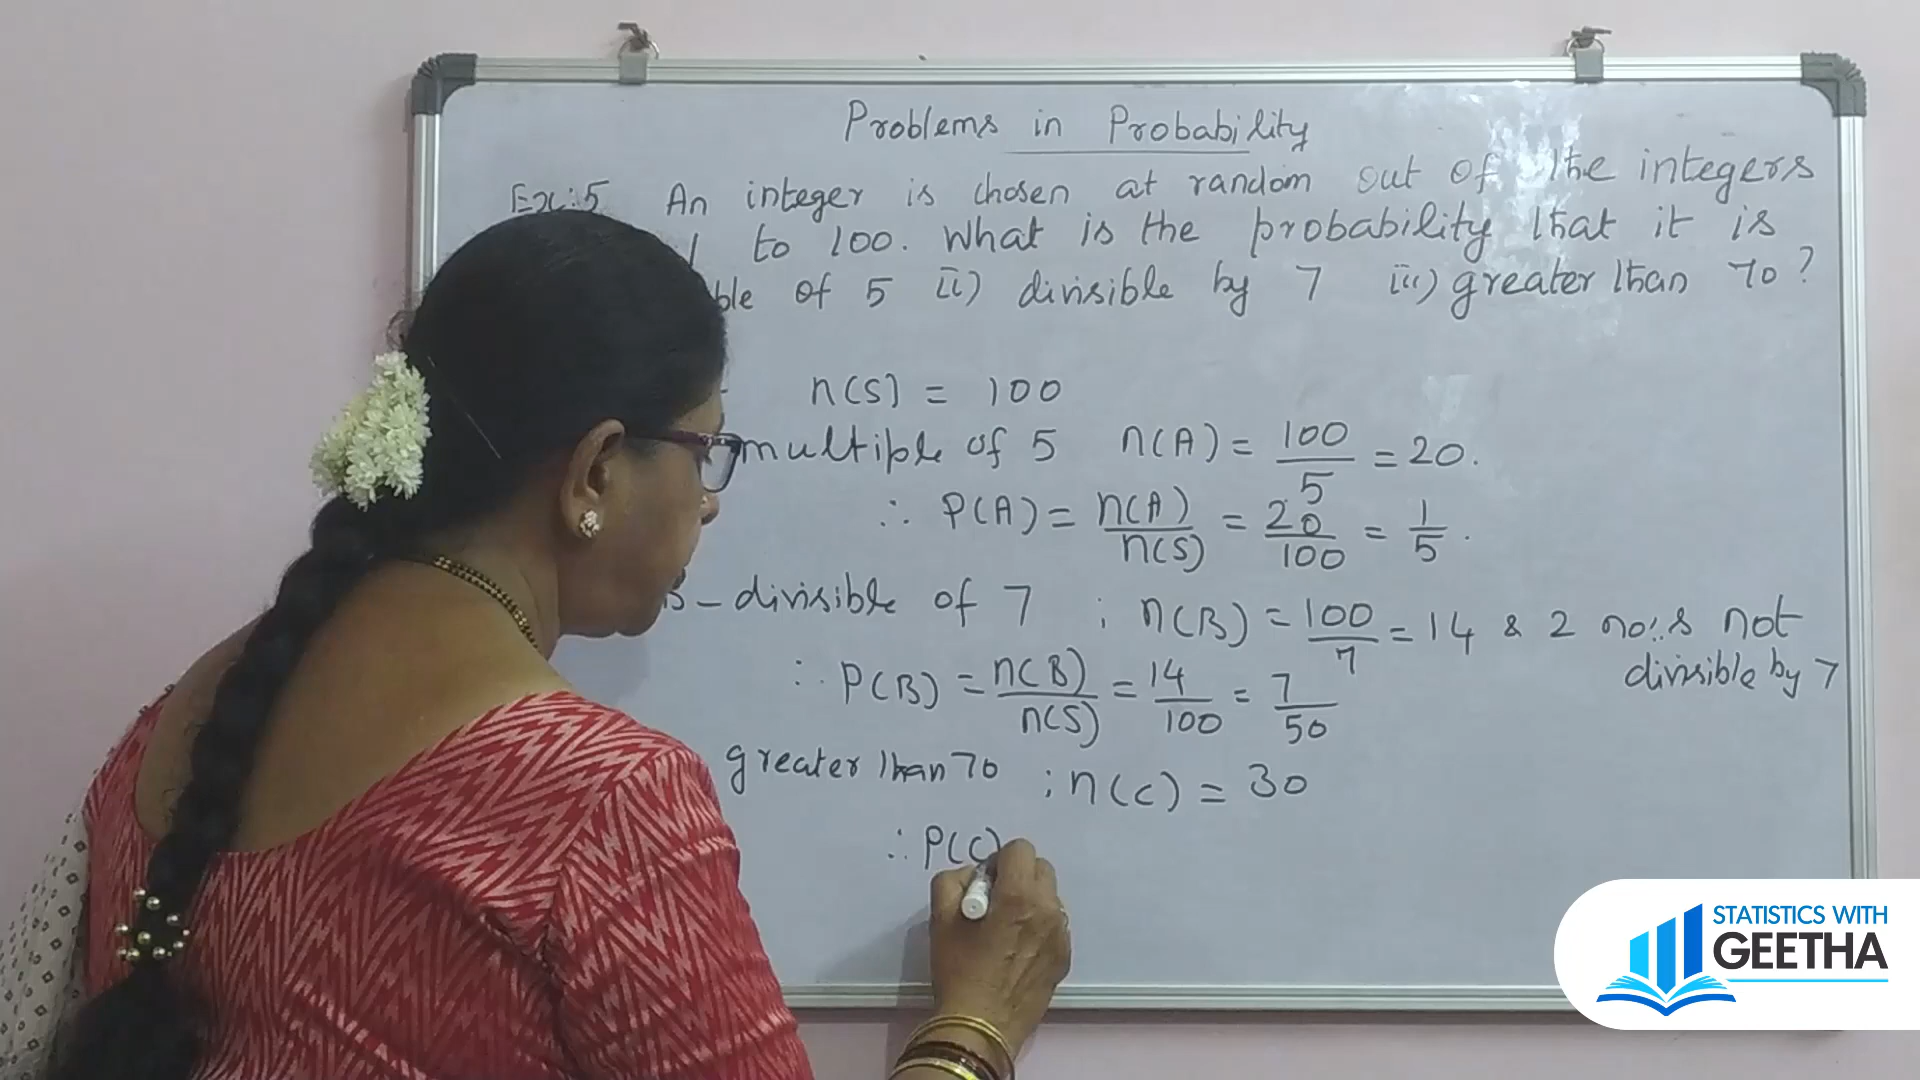 Problems in Probability
Ex:5 An integer is chosen at random out of the integers
1 to 100. What is the probability that it is
ble of 5 ii) divisible by 7 iii) greater than 70?
n(S) = 100
multiple of 5 n(A) = 100/5 = 20.
∴ P(A) = n(A)/n(S) = 20/100 = 1/5.
B - divisible of 7 ; n(B) = 100/7 = 14 & 2 no:s not
divisible by 7
∴ P(B) = n(B)/n(S) = 14/100 = 7/50
greater than 70 ; n(C) = 30
∴ P(C)
STATISTICS WITH
GEETHA